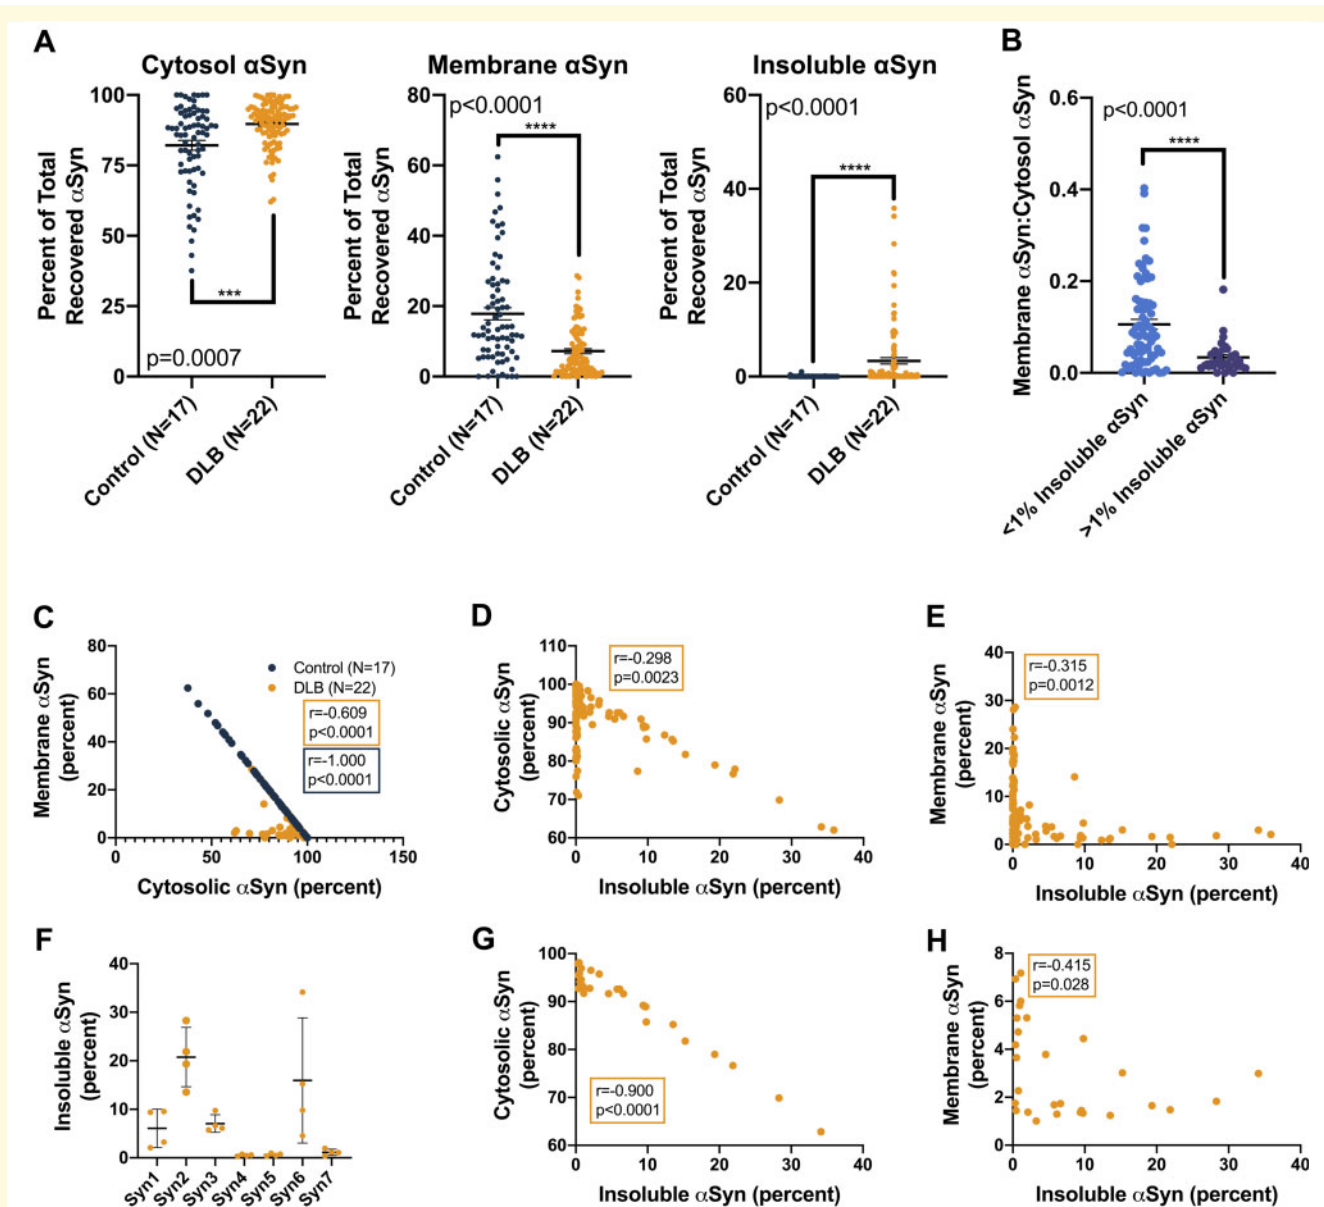 A
Cytosol αSyn
Percent of Total
Recovered αSyn
100
75
50
25
0
***
p=0.0007
Control (N=17)
DLB (N=22)
Membrane αSyn
Percent of Total
Recovered αSyn
80
60
40
20
0
p<0.0001
****
Control (N=17)
DLB (N=22)
Insoluble αSyn
Percent of Total
Recovered αSyn
60
40
20
0
p<0.0001
****
Control (N=17)
DLB (N=22)
B
Membrane αSyn:Cytosol αSyn
0.6
0.4
0.2
0.0
p<0.0001
****
<1% Insoluble αSyn
>1% Insoluble αSyn
C
Membrane αSyn
(percent)
80
60
40
20
0
Control (N=17)
DLB (N=22)
r=-0.609
p<0.0001
r=-1.000
p<0.0001
0 50 100 150
Cytosolic αSyn (percent)
D
Cytosolic αSyn
(percent)
110
100
90
80
70
60
r=-0.298
p=0.0023
0 10 20 30 40
Insoluble αSyn (percent)
E
Membrane αSyn
(percent)
40
30
20
10
0
r=-0.315
p=0.0012
0 10 20 30 40
Insoluble αSyn (percent)
F
Insoluble αSyn
(percent)
40
30
20
10
0
Syn1
Syn2
Syn3
Syn4
Syn5
Syn6
Syn7
G
Cytosolic αSyn
(percent)
100
90
80
70
60
r=-0.900
p<0.0001
0 10 20 30 40
Insoluble αSyn (percent)
H
Membrane αSyn
(percent)
8
6
4
2
0
r=-0.415
p=0.028
0 10 20 30 40
Insoluble αSyn (percent)